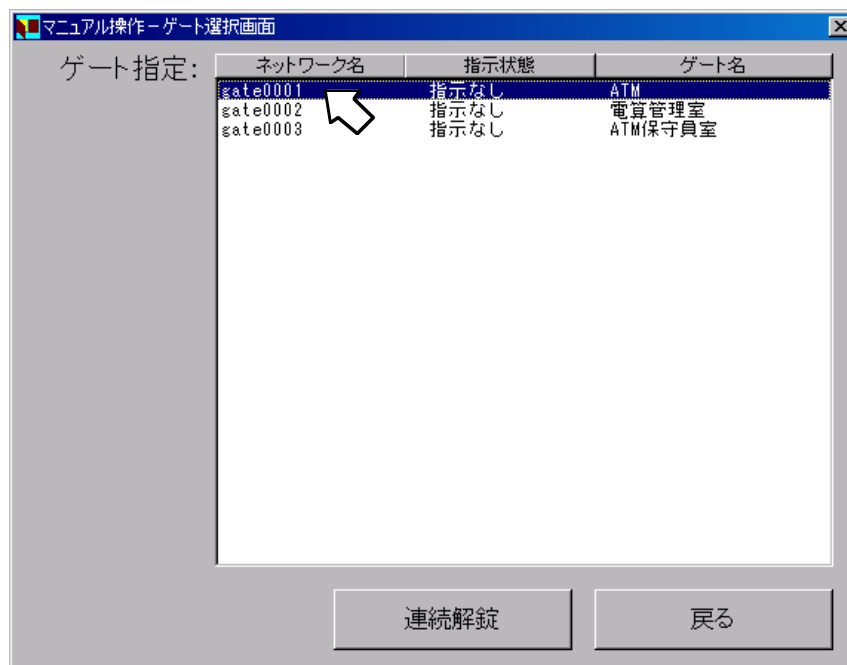 マニュアル操作－ゲート選択画面
ゲート指定:
ネットワーク名 指示状態 ゲート名
gate0001 指示なし ATM
gate0002 指示なし 電算管理室
gate0003 指示なし ATM保守員室
連続解錠 戻る